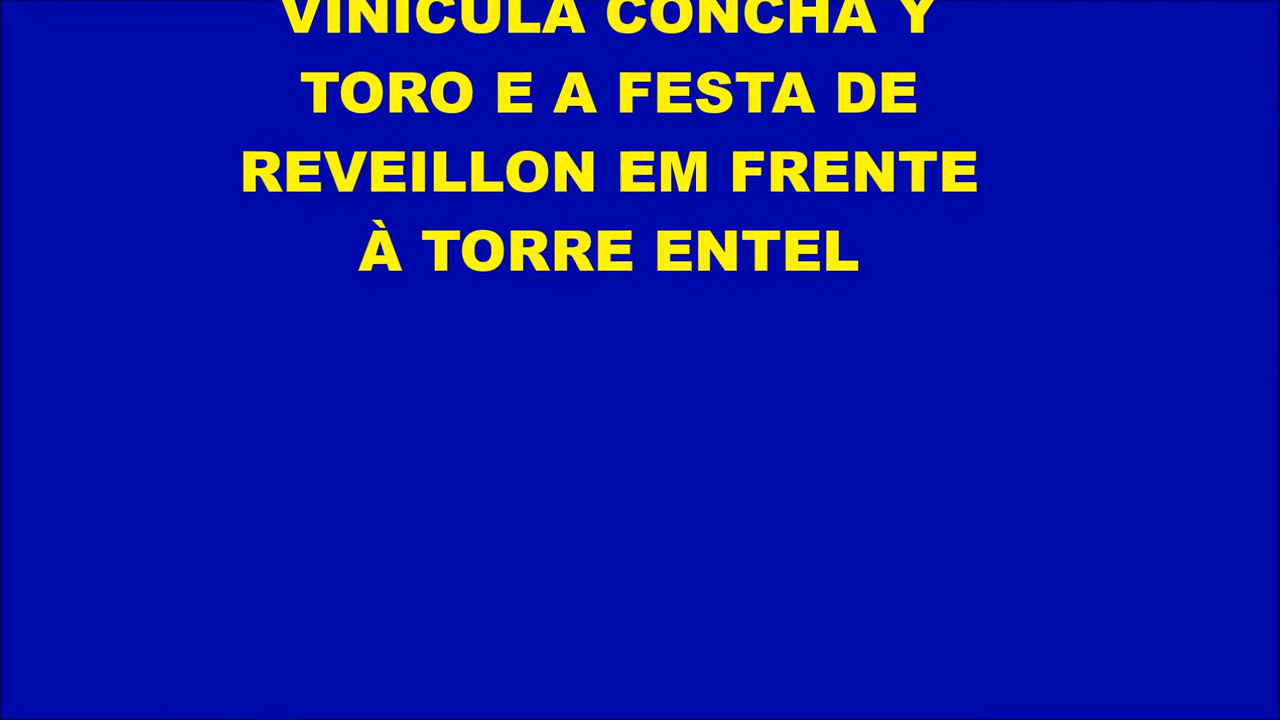 VINICULA CONCHA Y
TORO E A FESTA DE
REVEILLON EM FRENTE
À TORRE ENTEL